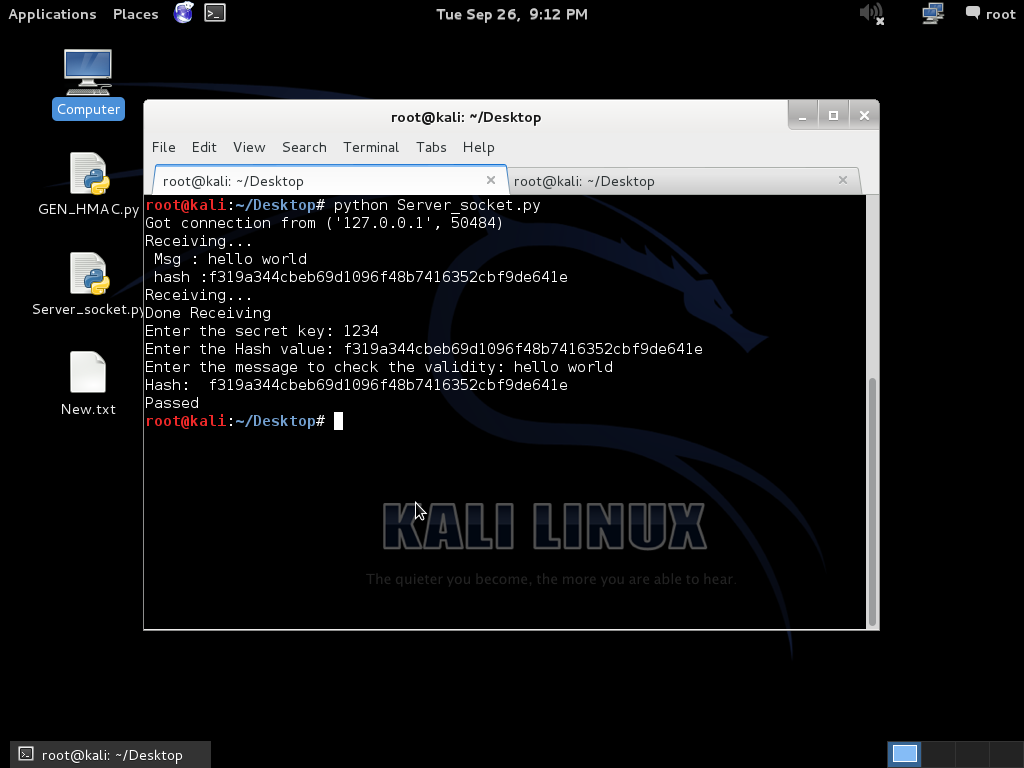 Applications Places Tue Sep 26, 9:12 PM root
Computer
GEN_HMAC.py
Server_socket.py
New.txt
root@kali: ~/Desktop
File Edit View Search Terminal Tabs Help
root@kali: ~/Desktop root@kali: ~/Desktop
root@kali:~/Desktop# python Server_socket.py
Got connection from ('127.0.0.1', 50484)
Receiving...
 Msg : hello world
 hash :f319a344cbeb69d1096f48b7416352cbf9de641e
Receiving...
Done Receiving
Enter the secret key: 1234
Enter the Hash value: f319a344cbeb69d1096f48b7416352cbf9de641e
Enter the message to check the validity: hello world
Hash:  f319a344cbeb69d1096f48b7416352cbf9de641e
Passed
root@kali:~/Desktop#
KALI LINUX
The quieter you become, the more you are able to hear.
root@kali: ~/Desktop